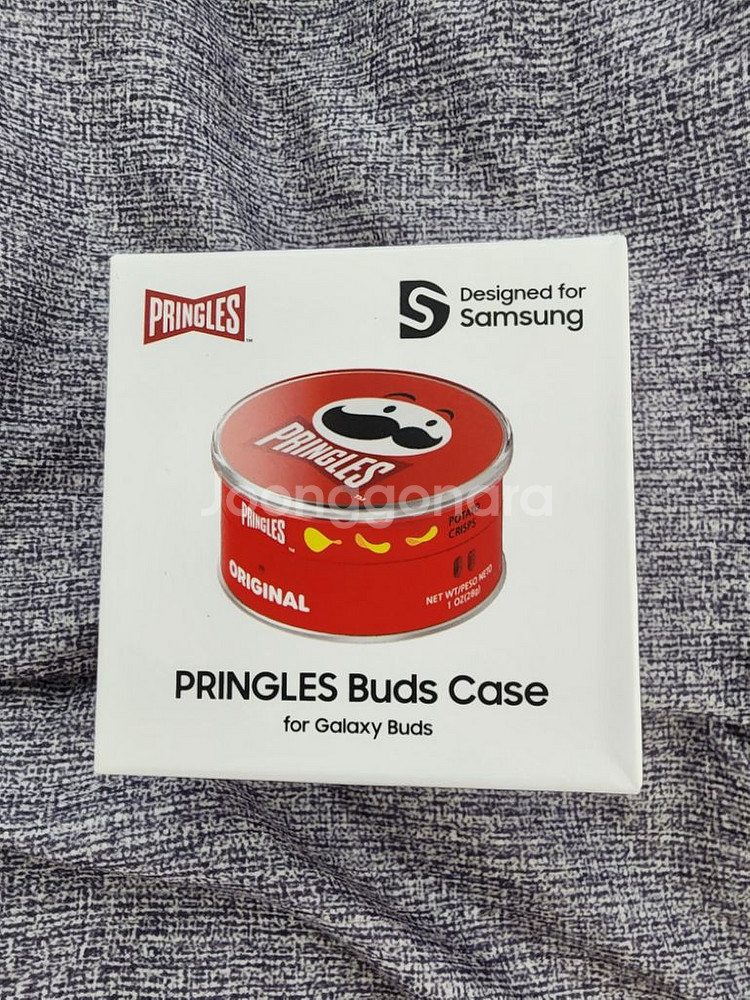 PRINGLES
Designed for
Samsung
PRINGLES
Joonggonara
PRINGLES
POTATO
CRISPS
ORIGINAL
NET WT/PESO NETO
1 OZ(28g)
PRINGLES Buds Case
for Galaxy Buds